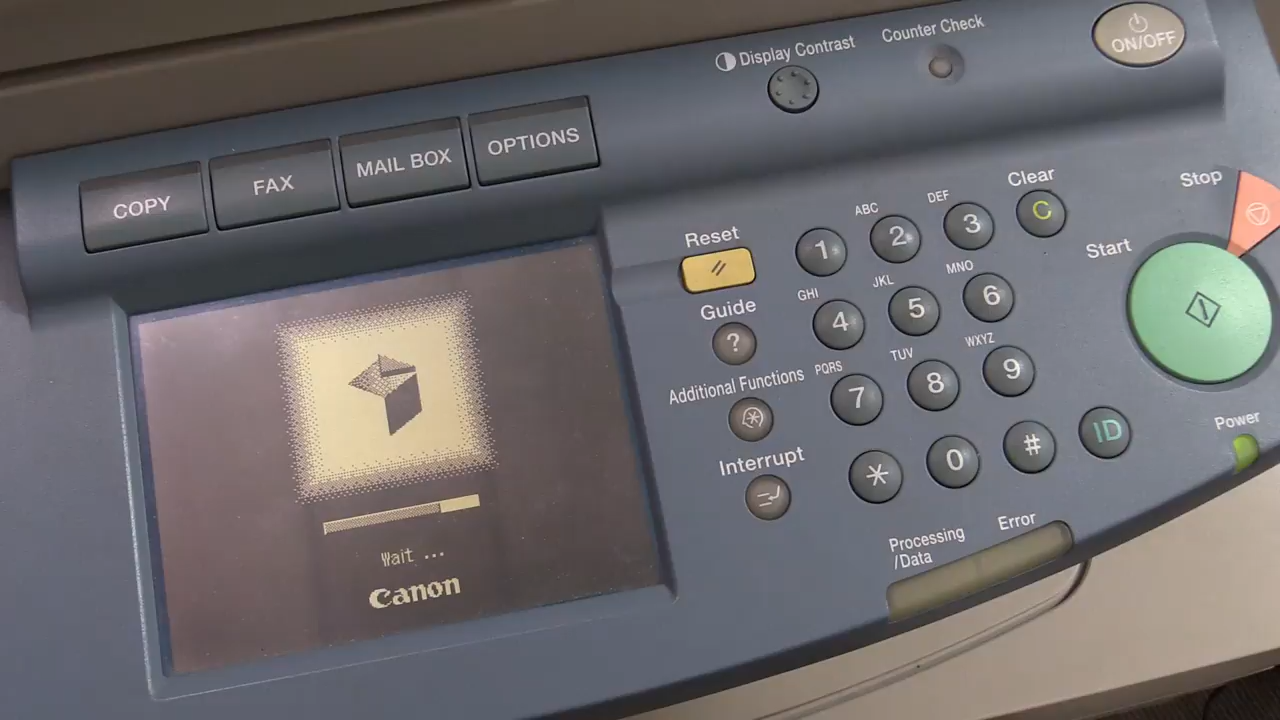 Display Contrast
Counter Check
ON/OFF
COPY
FAX
MAIL BOX
OPTIONS
Reset
Guide
?
Additional Functions
Interrupt
1
ABC
2
DEF
3
Clear
C
GHI
4
JKL
5
MNO
6
PQRS
7
TUV
8
WXYZ
9
*
0
#
ID
Stop
Start
Power
Processing
/Data
Error
Wait ...
Canon